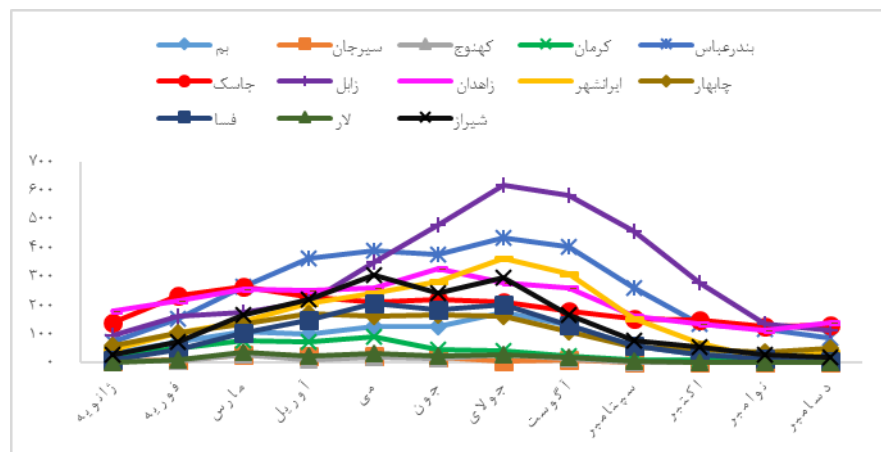 بم سیرجان کهنوج کرمان بندرعباس
جاسک زابل زاهدان ایرانشهر چابهار
فسا لار شیراز
۷۰۰
۶۰۰
۵۰۰
۴۰۰
۳۰۰
۲۰۰
۱۰۰
۰
ژانویه فوریه مارس آوریل می جون جولای آگوست سپتامبر اکتبر نوامبر دسامبر